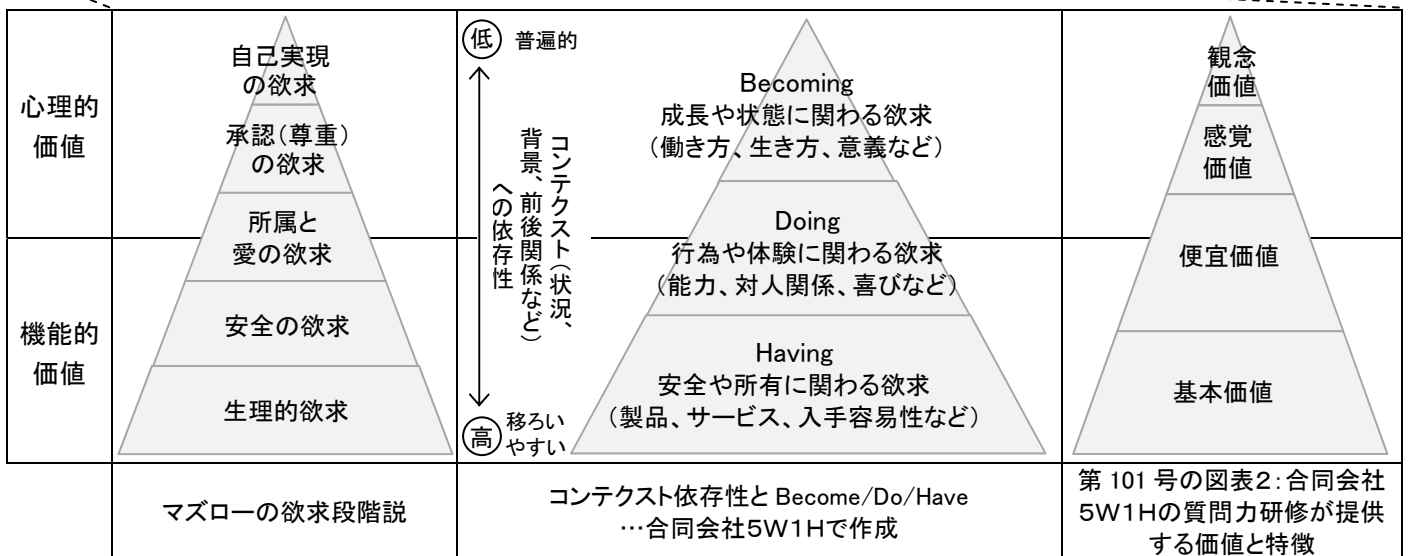 心理的
価値
機能的
価値
自己実現
の欲求
承認（尊重）
の欲求
所属と
愛の欲求
安全の欲求
生理的欲求
低 普遍的
コンテクスト（状況、
背景、前後関係など）
への依存性
高 移ろい
やすい
Becoming
成長や状態に関わる欲求
（働き方、生き方、意義など）
Doing
行為や体験に関わる欲求
（能力、対人関係、喜びなど）
Having
安全や所有に関わる欲求
（製品、サービス、入手容易性など）
観念
価値
感覚
価値
便宜価値
基本価値
マズローの欲求段階説
コンテクスト依存性と Become/Do/Have
…合同会社５Ｗ１Ｈで作成
第 101 号の図表２：合同会社
５Ｗ１Ｈの質問力研修が提供
する価値と特徴